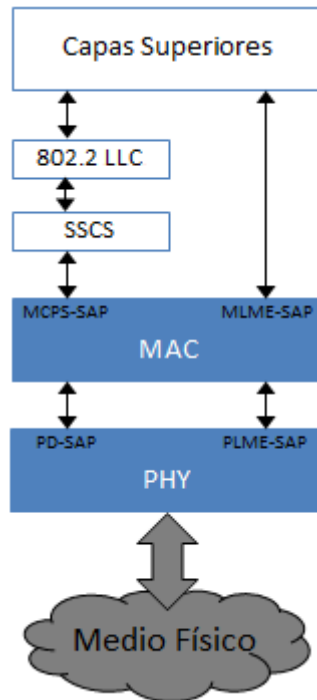 Capas Superiores
802.2 LLC
SSCS
MCPS-SAP MLME-SAP
MAC
PD-SAP PLME-SAP
PHY
Medio Físico